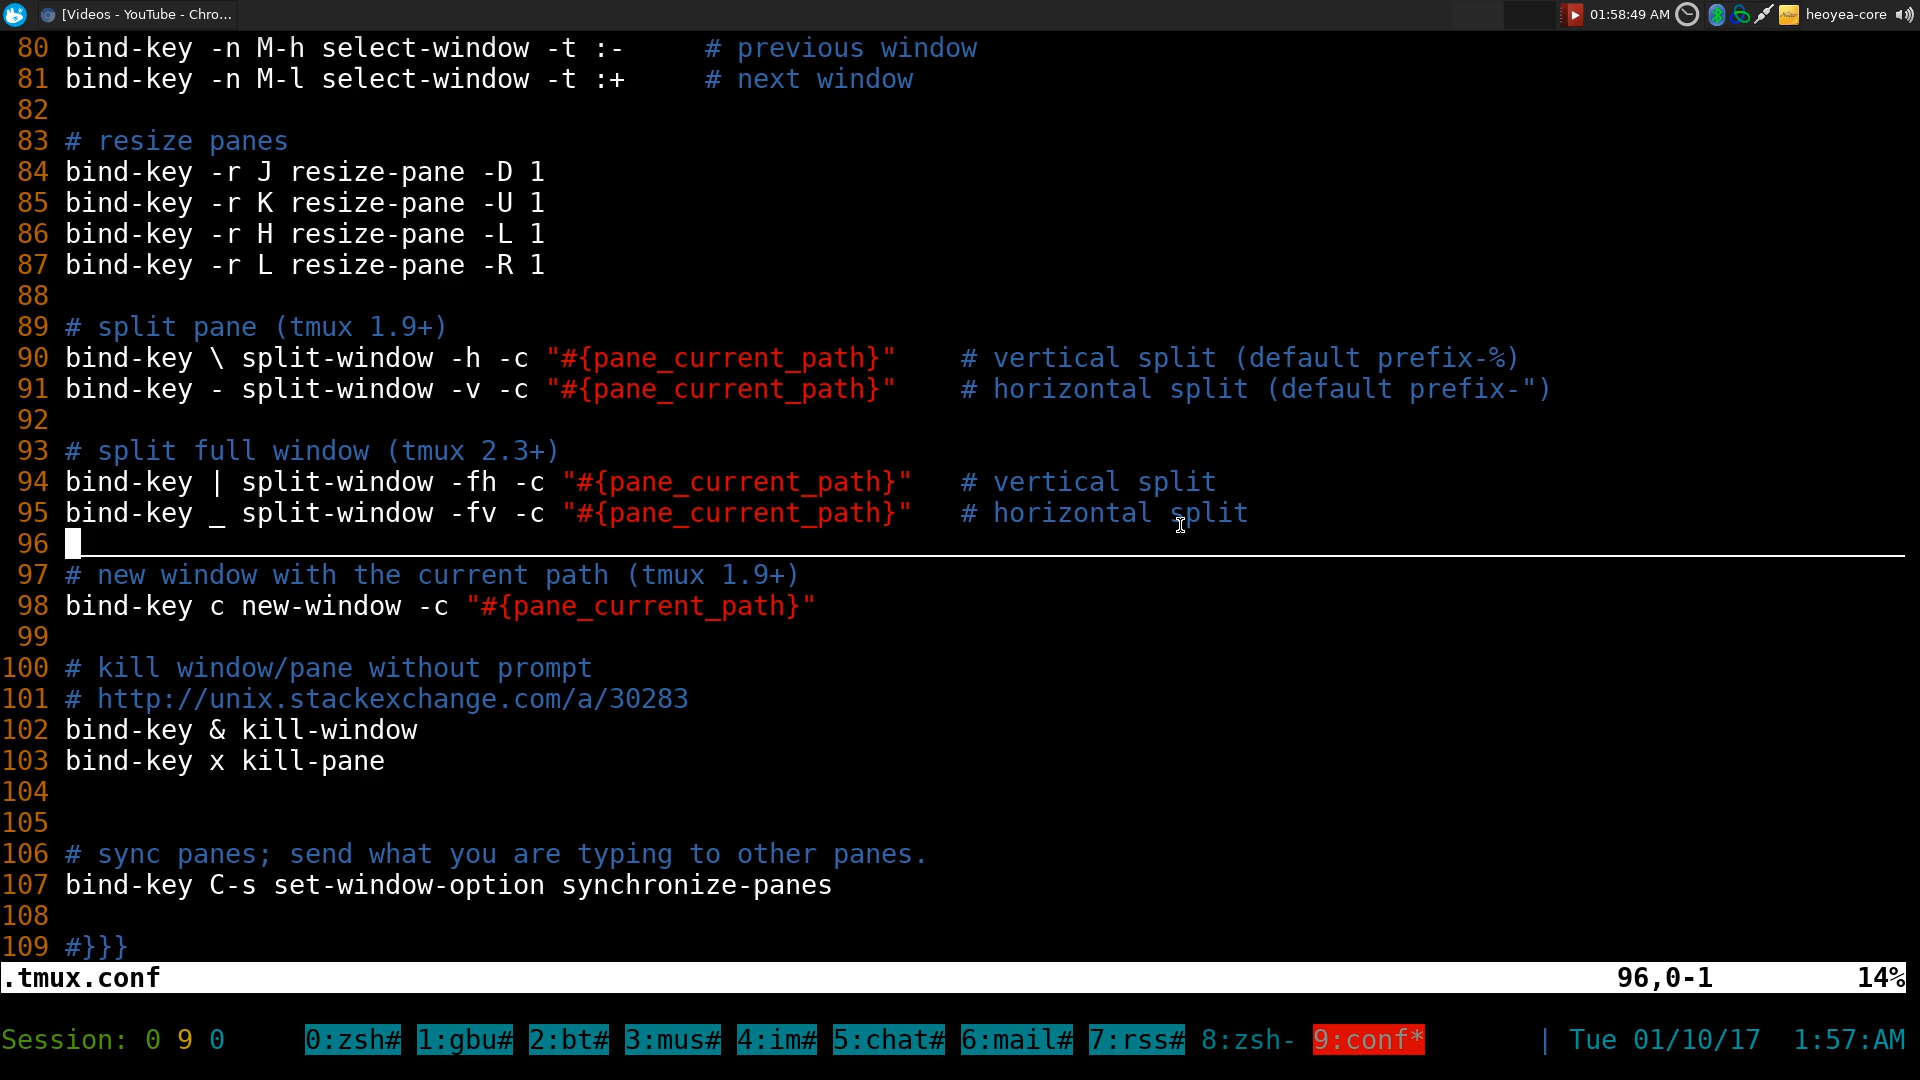 [Videos - YouTube - Chro... 01:58:49 AM heoyea-core
80 bind-key -n M-h select-window -t :-     # previous window
81 bind-key -n M-l select-window -t :+     # next window
82
83 # resize panes
84 bind-key -r J resize-pane -D 1
85 bind-key -r K resize-pane -U 1
86 bind-key -r H resize-pane -L 1
87 bind-key -r L resize-pane -R 1
88
89 # split pane (tmux 1.9+)
90 bind-key \ split-window -h -c "#{pane_current_path}"    # vertical split (default prefix-%)
91 bind-key - split-window -v -c "#{pane_current_path}"    # horizontal split (default prefix-")
92
93 # split full window (tmux 2.3+)
94 bind-key | split-window -fh -c "#{pane_current_path}"   # vertical split
95 bind-key _ split-window -fv -c "#{pane_current_path}"   # horizontal split
96
97 # new window with the current path (tmux 1.9+)
98 bind-key c new-window -c "#{pane_current_path}"
99
100 # kill window/pane without prompt
101 # http://unix.stackexchange.com/a/30283
102 bind-key & kill-window
103 bind-key x kill-pane
104
105
106 # sync panes; send what you are typing to other panes.
107 bind-key C-s set-window-option synchronize-panes
108
109 #}}}
.tmux.conf 96,0-1 14%
Session: 0 9 0 0:zsh# 1:gbu# 2:bt# 3:mus# 4:im# 5:chat# 6:mail# 7:rss# 8:zsh- 9:conf* | Tue 01/10/17 1:57:AM